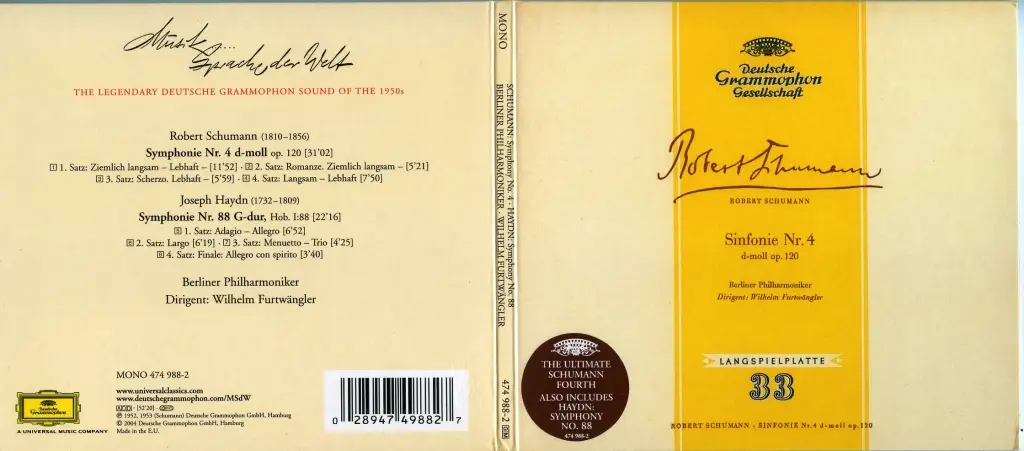 Musik...
Sprache der Welt
THE LEGENDARY DEUTSCHE GRAMMOPHON SOUND OF THE 1950s
Robert Schumann (1810–1856)
Symphonie Nr. 4 d-moll op. 120 [31'02]
1 1. Satz: Ziemlich langsam – Lebhaft – [11'52] · 2 2. Satz: Romanze. Ziemlich langsam – [5'21]
3 3. Satz: Scherzo. Lebhaft – [5'59] · 4 4. Satz: Langsam – Lebhaft [7'50]
Joseph Haydn (1732–1809)
Symphonie Nr. 88 G-dur, Hob. I:88 [22'16]
5 1. Satz: Adagio – Allegro [6'52]
6 2. Satz: Largo [6'19] · 7 3. Satz: Menuetto – Trio [4'25]
8 4. Satz: Finale: Allegro con spirito [3'40]
Berliner Philharmoniker
Dirigent: Wilhelm Furtwängler
MONO 474 988-2
www.universalclassics.com
www.deutschegrammophon.com/MSdW
[52'20]
℗ 1952, 1953 (Schumann) Deutsche Grammophon GmbH, Hamburg
© 2004 Deutsche Grammophon GmbH, Hamburg
Made in the E.U.
Deutsche
Grammophon
A UNIVERSAL MUSIC COMPANY
0 28947 49882 7
MONO
SCHUMANN: Symphony No. 4 · HAYDN: Symphony No. 88
BERLINER PHILHARMONIKER · WILHELM FURTWÄNGLER
474 988-2
Deutsche
Grammophon
Gesellschaft
Robert Schumann
ROBERT SCHUMANN
Sinfonie Nr. 4
d-moll op. 120
Berliner Philharmoniker
Dirigent: Wilhelm Furtwängler
LANGSPIELPLATTE
33
ROBERT SCHUMANN · SINFONIE Nr. 4 d-moll op. 120
THE ULTIMATE
SCHUMANN
FOURTH
ALSO INCLUDES
HAYDN:
SYMPHONY
NO. 88
474 988-2